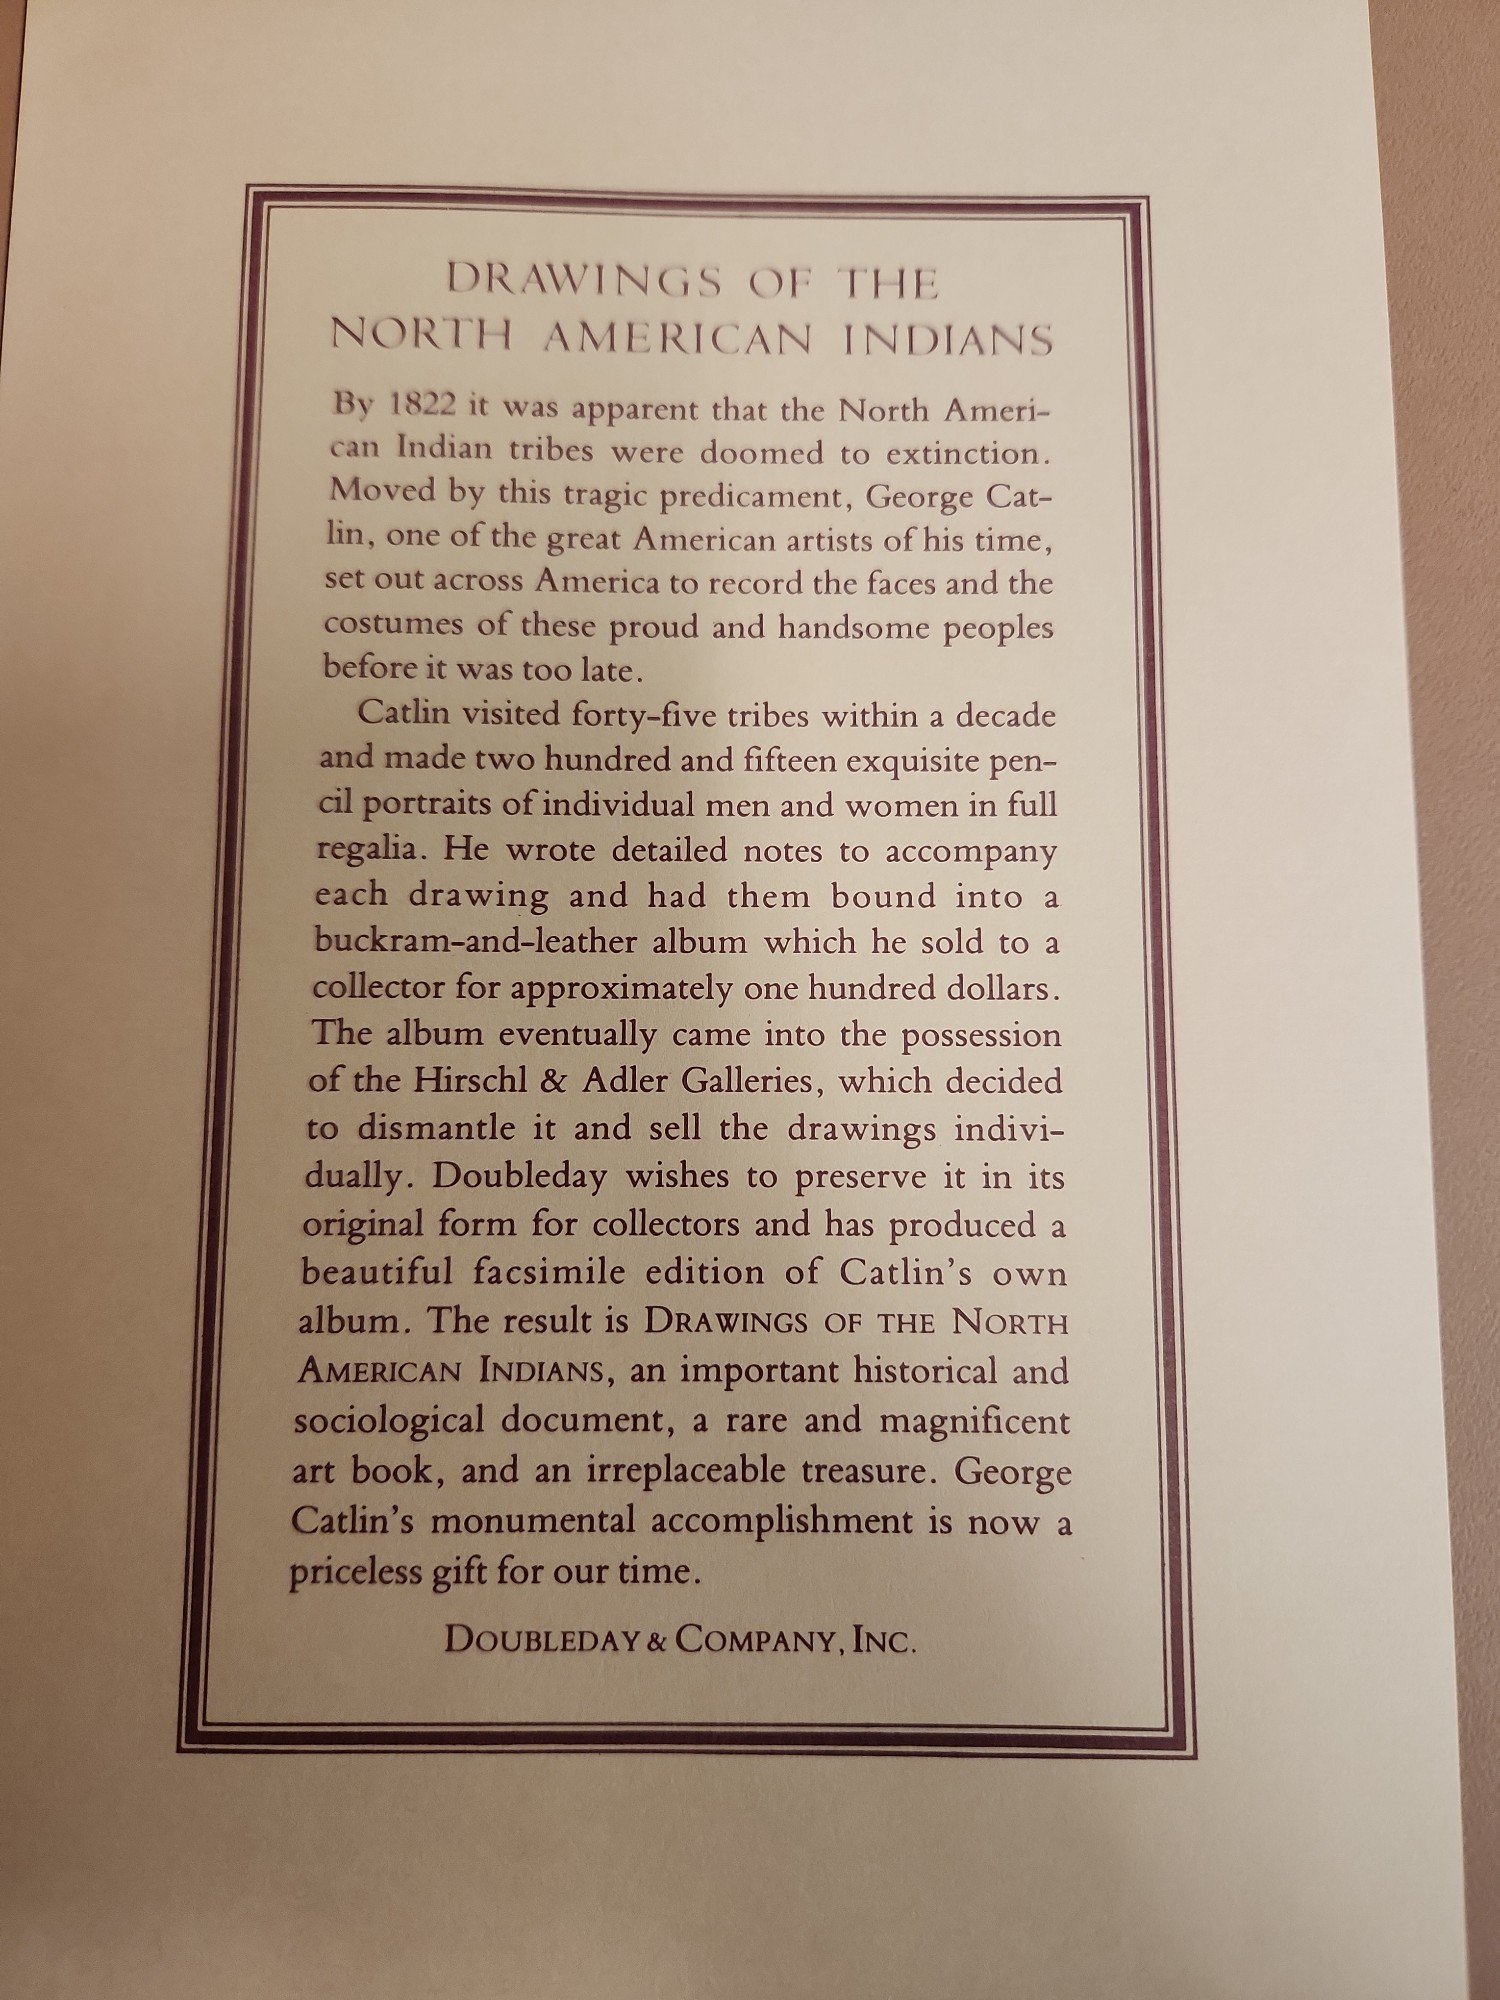 DRAWINGS OF THE
NORTH AMERICAN INDIANS
By 1822 it was apparent that the North Ameri-
can Indian tribes were doomed to extinction.
Moved by this tragic predicament, George Cat-
lin, one of the great American artists of his time,
set out across America to record the faces and the
costumes of these proud and handsome peoples
before it was too late.
Catlin visited forty-five tribes within a decade
and made two hundred and fifteen exquisite pen-
cil portraits of individual men and women in full
regalia. He wrote detailed notes to accompany
each drawing and had them bound into a
buckram-and-leather album which he sold to a
collector for approximately one hundred dollars.
The album eventually came into the possession
of the Hirschl & Adler Galleries, which decided
to dismantle it and sell the drawings indivi-
dually. Doubleday wishes to preserve it in its
original form for collectors and has produced a
beautiful facsimile edition of Catlin's own
album. The result is DRAWINGS OF THE NORTH
AMERICAN INDIANS, an important historical and
sociological document, a rare and magnificent
art book, and an irreplaceable treasure. George
Catlin's monumental accomplishment is now a
priceless gift for our time.
DOUBLEDAY & COMPANY, INC.